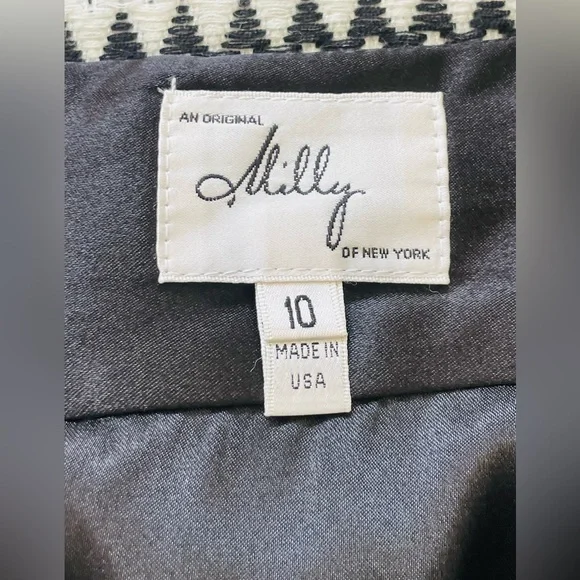 AN ORIGINAL
Milly
OF NEW YORK
10
MADE IN
USA